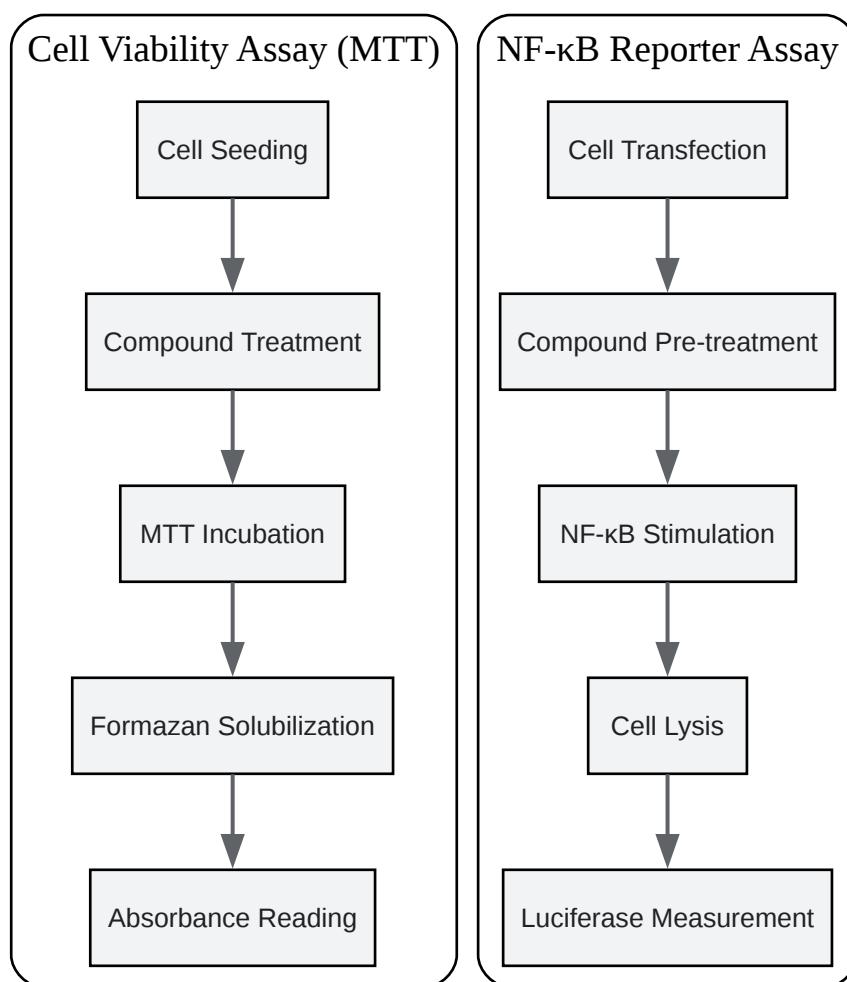 Cell Viability Assay (MTT)
Cell Seeding
Compound Treatment
MTT Incubation
Formazan Solubilization
Absorbance Reading
NF-κB Reporter Assay
Cell Transfection
Compound Pre-treatment
NF-κB Stimulation
Cell Lysis
Luciferase Measurement